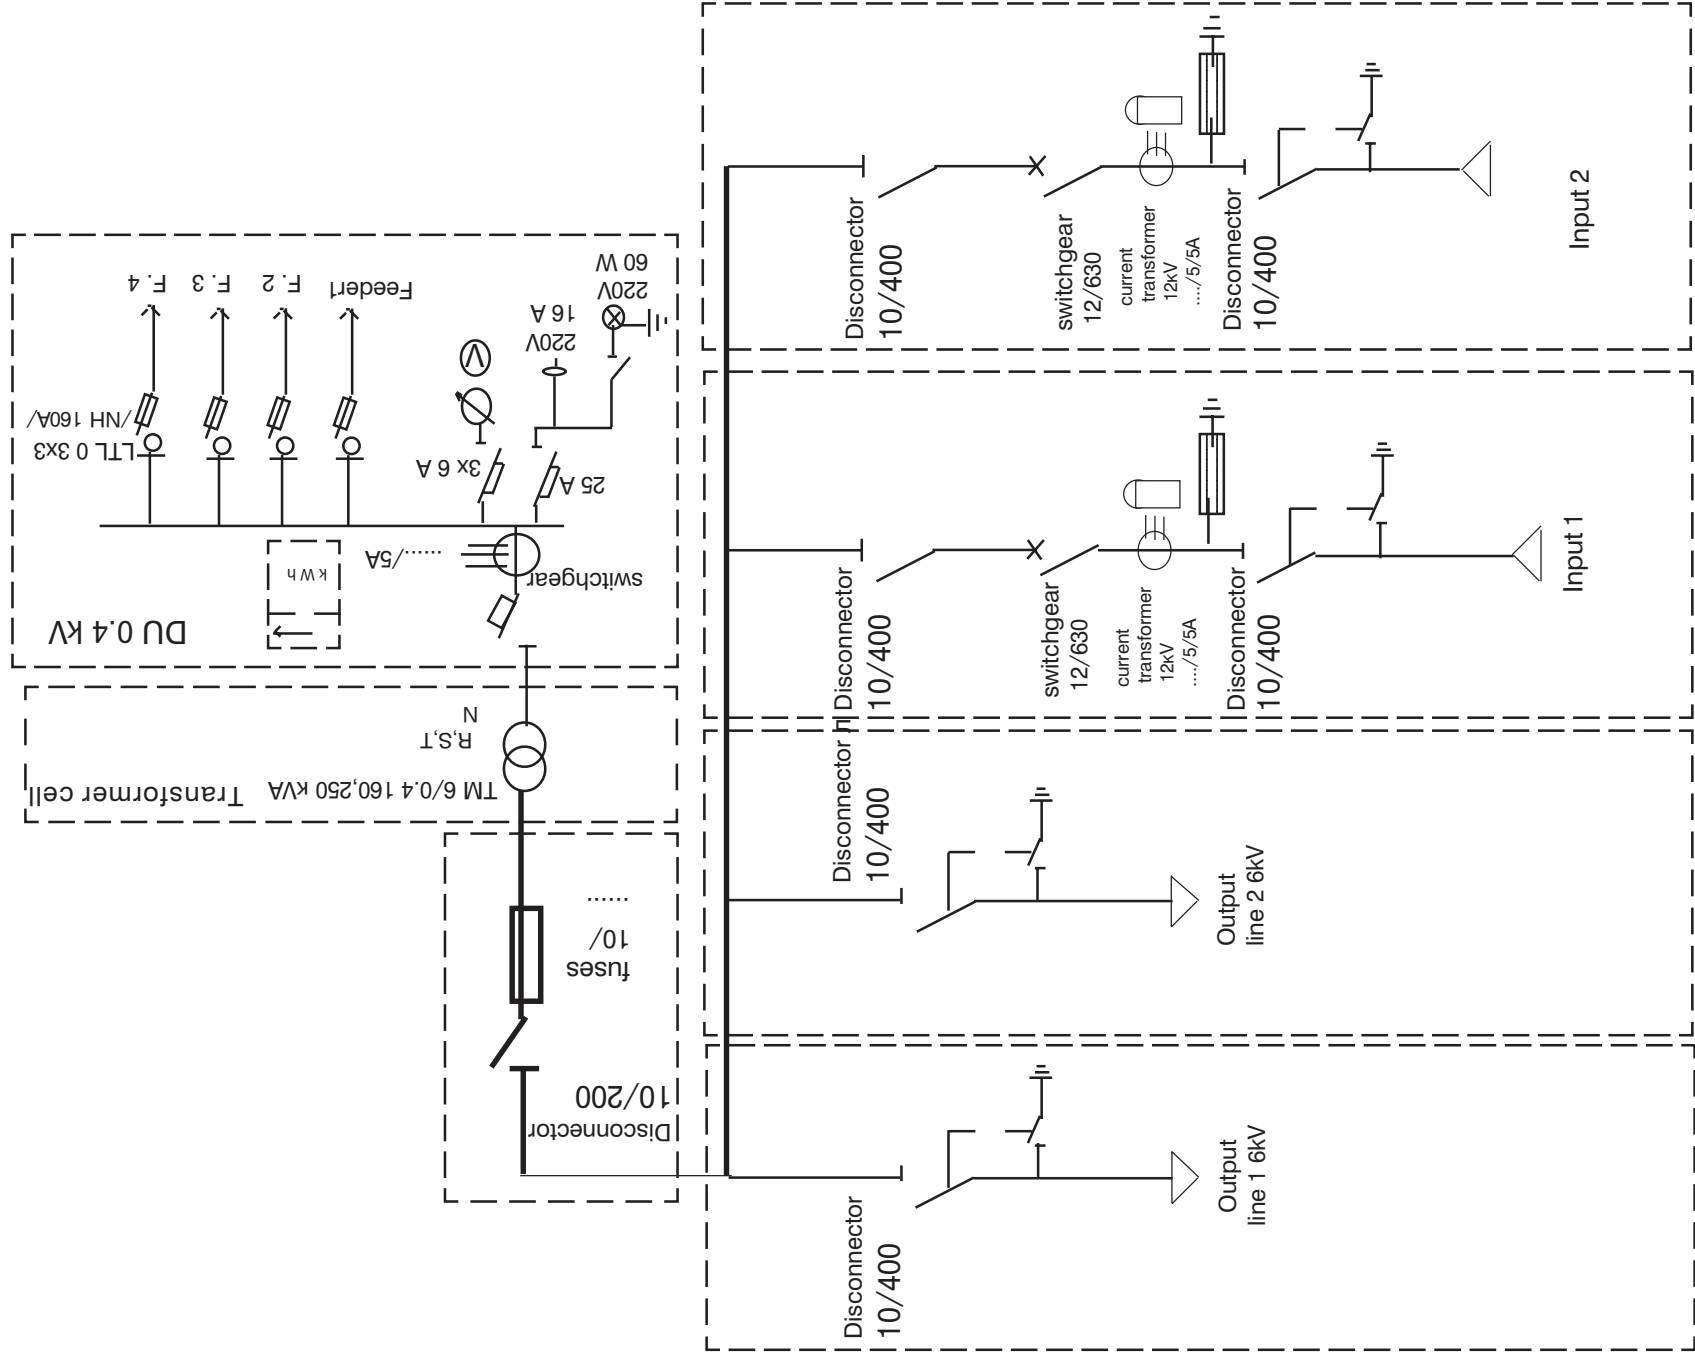 F. 4
F. 3
F. 2
Feeder1
LTL 0 3x3
/NH 160A/
3x 6 A
V
25 A
220V
16 A
220V
60 W
kWh
....../5A
switchgear
DU 0.4 kV
N
R,S,T
TM 6/0.4 160,250 kVA
Transformer cell
fuses
10/
......
Disconnector
10/200
Disconnector
10/400
switchgear
12/630
current
transformer
12кV
...../5/5A
Disconnector
10/400
Input 2
Disconnector
10/400
switchgear
12/630
current
transformer
12кV
...../5/5A
Disconnector
10/400
Input 1
Disconnector п
10/400
Output
line 2 6kV
Disconnector
10/400
Output
line 1 6kV